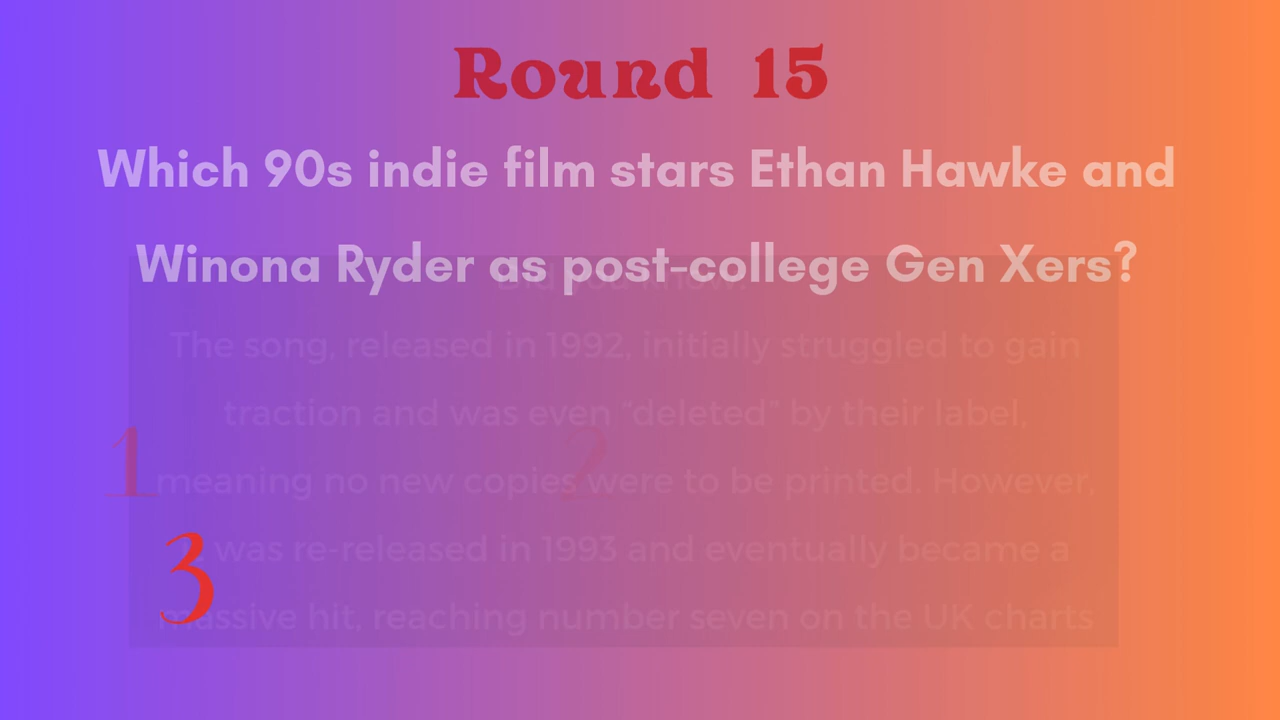 Round 15
Which 90s indie film stars Ethan Hawke and
Winona Ryder as post-college Gen Xers?
Did you know?
The song, released in 1992, initially struggled to gain
traction and was even “deleted” by their label,
1
2
meaning no new copies were to be printed. However,
was re-released in 1993 and eventually became a
3
massive hit, reaching number seven on the UK charts